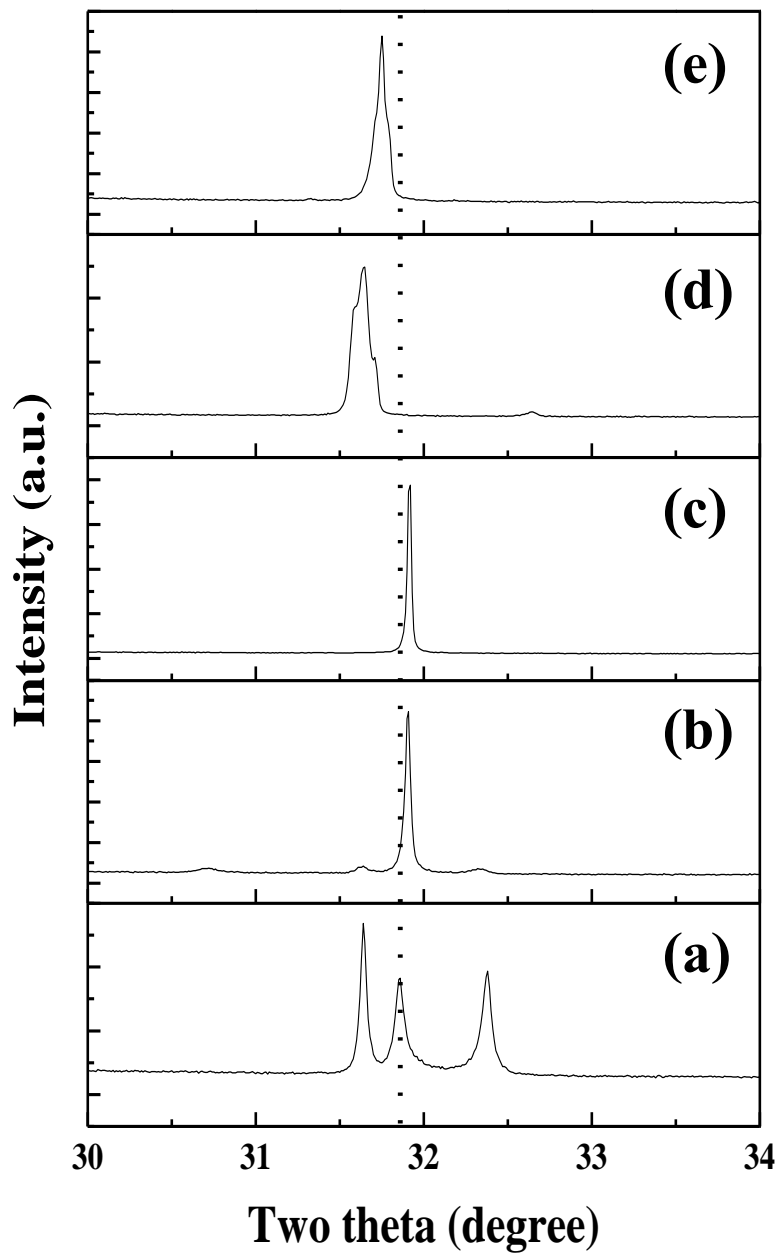 (e)
(d)
(c)
(b)
(a)
Intensity (a.u.)
30 31 32 33 34
Two theta (degree)